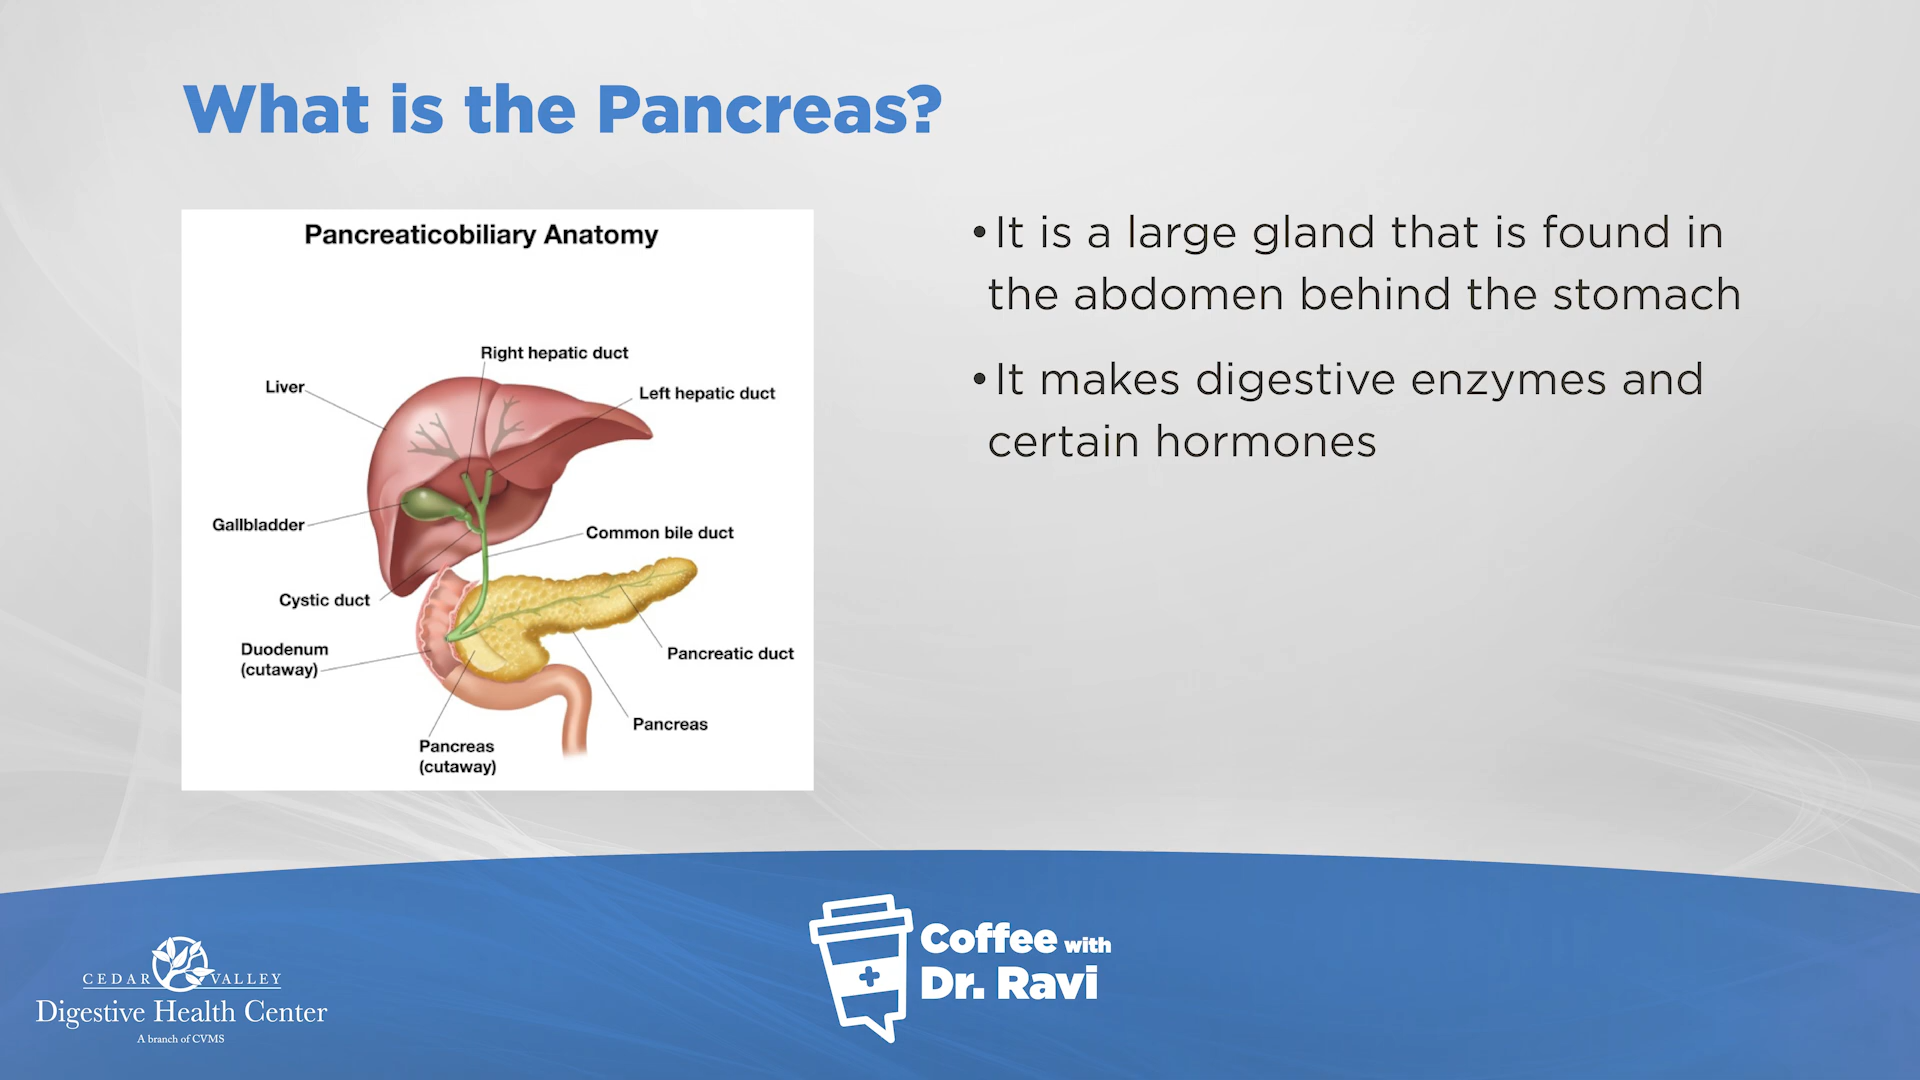 What is the Pancreas?
Pancreaticobiliary Anatomy
Right hepatic duct
Liver
Left hepatic duct
Gallbladder
Common bile duct
Cystic duct
Duodenum
(cutaway)
Pancreatic duct
Pancreas
Pancreas
(cutaway)
•It is a large gland that is found in
the abdomen behind the stomach
•It makes digestive enzymes and
certain hormones
CEDAR VALLEY
Digestive Health Center
A branch of CVMS
Coffee with
Dr. Ravi